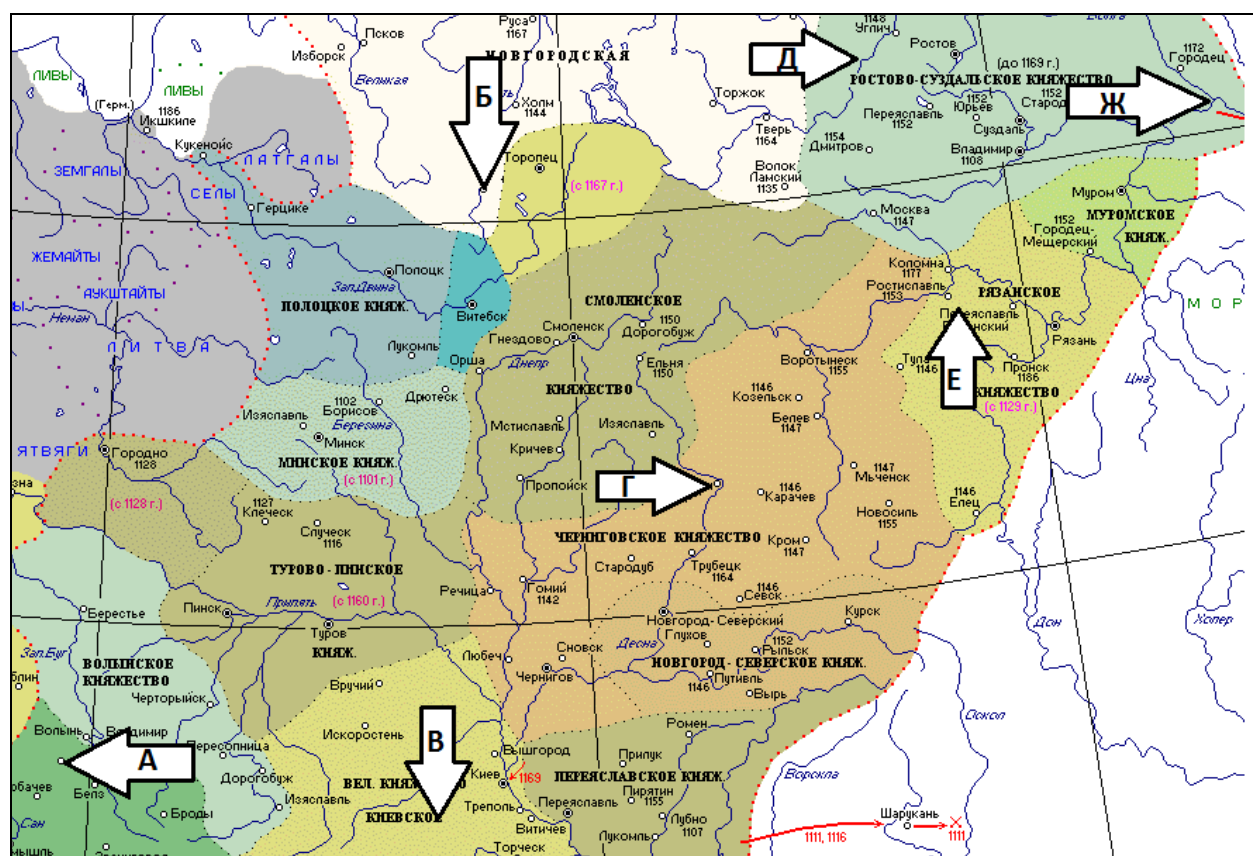 Руса
1167
1148
Углич
Псков
Изборск
Ростов
(до 1169 г.)
1172
Городец
НОВГОРОДСКАЯ
Д
РОСТОВО-СУЗДАЛЬСКОЕ КНЯЖЕСТВО
Ж
ЛИВЫ
ЛИВЫ
Великая
Б
Холм
1144
Торжок
1152
Юрьев
1152
Переяславль
1152
Суздаль
(Герм.)
1186
Икшкиле
Тверь
1164
1154
Дмитров
Владимир
1108
Кукенойс
ЛАТГАЛЫ
ЗЕМГАЛЫ
Торопец
(с 1167 г.)
Волок
Ламский
1135
СЕЛЫ
Герцике
Муром
МУРОМСКОЕ
КНЯЖ.
Москва
1147
1152
Городец-
Мещерский
ЖЕМАЙТЫ
АУКШТАЙТЫ
Полоцк
Зап.Двина
ПОЛОЦКОЕ КНЯЖ.
Витебск
Коломна
1177
Ростиславль
1153
РЯЗАНСКОЕ
СМОЛЕНСКОЕ
МОР
Неман
ЛИТВА
Смоленск
Гнездово
1150
Дорогобуж
Переяславль
Рязань
Лукомль
Орша
Днепр
Ельня
1150
Воротынеск
1155
Тула
1146
Пронск
1186
Е
Цна
КНЯЖЕСТВО
КНЯЖЕСТВО
(с 1129 г.)
1102
Борисов
Березина
Дрютеск
1146
Козельск
Белев
1147
Изяславль
Минск
МИНСКОЕ КНЯЖ.
(с 1101 г.)
Мстиславль
Кричев
Изяславль
ЯТВЯГИ
Городно
1128
(с 1128 г.)
Пропойск
Г
1147
Мьченск
1146
Карачев
Новосиль
1155
1146
Елец
1127
Клеческ
Случеск
1116
ЧЕРНИГОВСКОЕ КНЯЖЕСТВО
Кром
1147
ТУРОВО-ПИНСКОЕ
(с 1160 г.)
Стародуб
Трубецк
1164
Речица
Гомий
1142
1146
Севск
Берестье
Пинск
Припять
Туров
КНЯЖ.
Новгород-Северский
Курск
Дон
Хопер
Глухов
1152
Рыльск
Зап.Буг
ВОЛЫНСКОЕ
КНЯЖЕСТВО
Черторыйск
Любеч
Сновск
Десна
НОВГОРОД-СЕВЕРСКОЕ КНЯЖ.
Чернигов
Путивль
1146
Вырь
Вручий
Оскол
Волынь
Владимир
А
Пересопница
Искоростень
В
Ромен
Вышгород
Прилук
Ворскла
Дорогобуж
Киев
1169
ПЕРЕЯСЛАВСКОЕ КНЯЖ.
Белз
Изяславль
ВЕЛ.
КИЕВСКОЕ
Пирятин
1155
Броды
Треполь
Переяславль
Лубно
1107
Шарукань
Сан
Витичев
Лукомль
1111, 1116
1111
Торческ